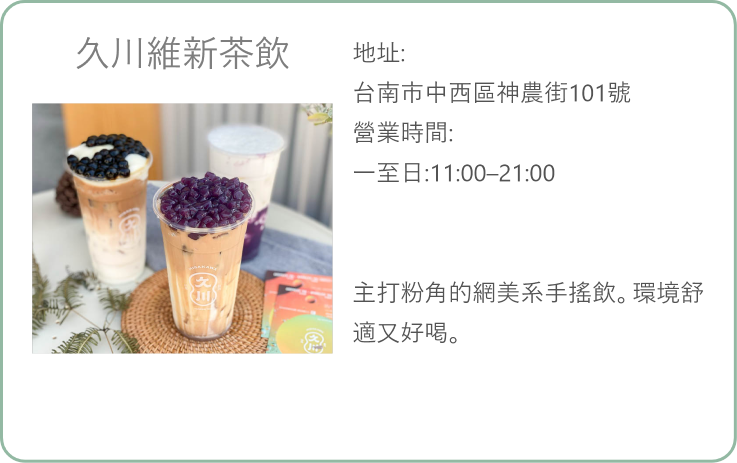 久川維新茶飲
地址:
台南市中西區神農街101號
營業時間:
一至日:11:00–21:00
主打粉角的網美系手搖飲。環境舒
適又好喝。
久
川